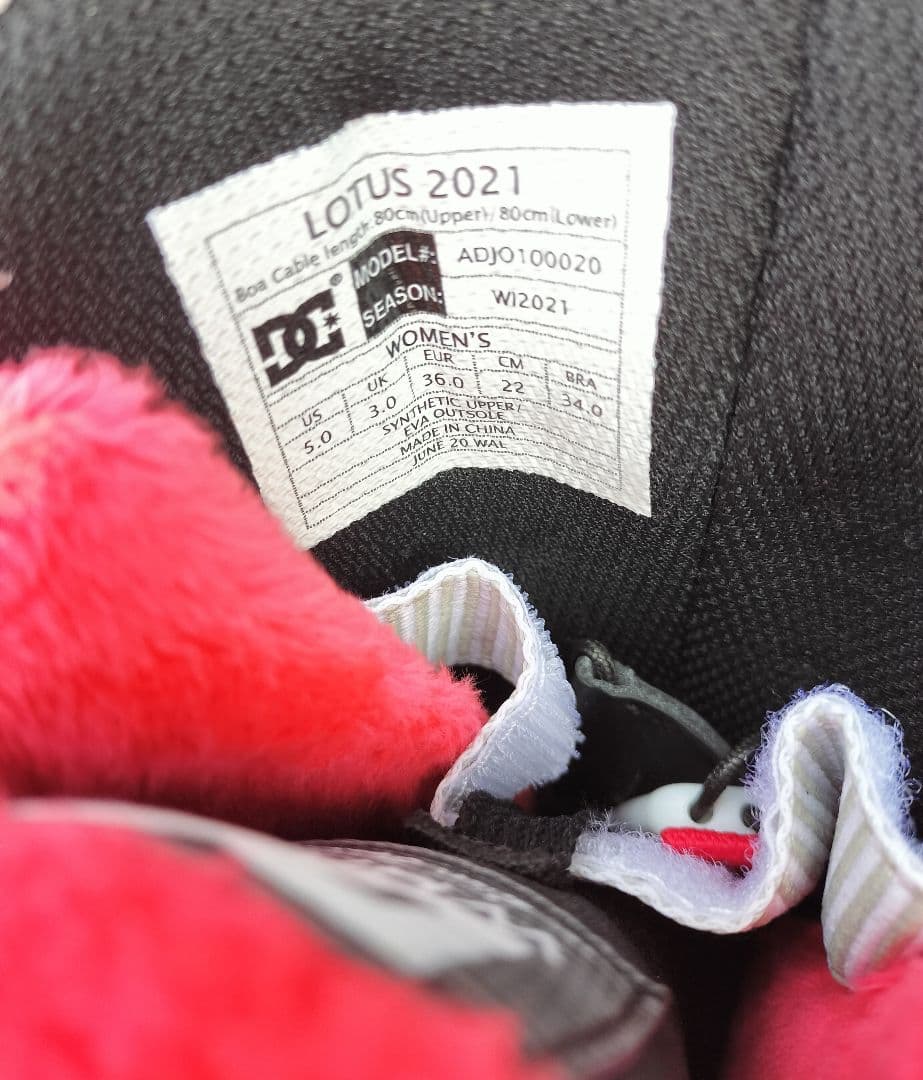 LOTUS 2021
Boa Cable length: 80cm(Upper)/ 80cm(Lower)
DC ®
MODEL#: ADJO100020
SEASON: WI2021
WOMEN'S
US UK EUR CM BRA
5.0 3.0 36.0 22 34.0
SYNTHETIC UPPER/
EVA OUTSOLE
MADE IN CHINA
JUNE 20 WAL